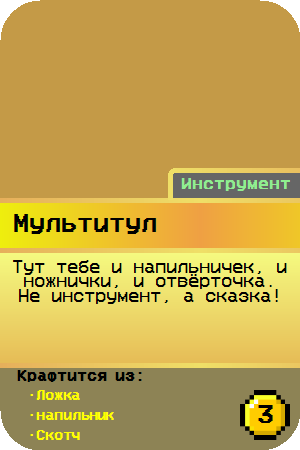 Инструмент
Мультитул
Тут тебе и напильничек, и
ножнички, и отвёрточка.
Не инструмент, а сказка!
Крафтится из:
·Ложка
·напильник
·Скотч
3